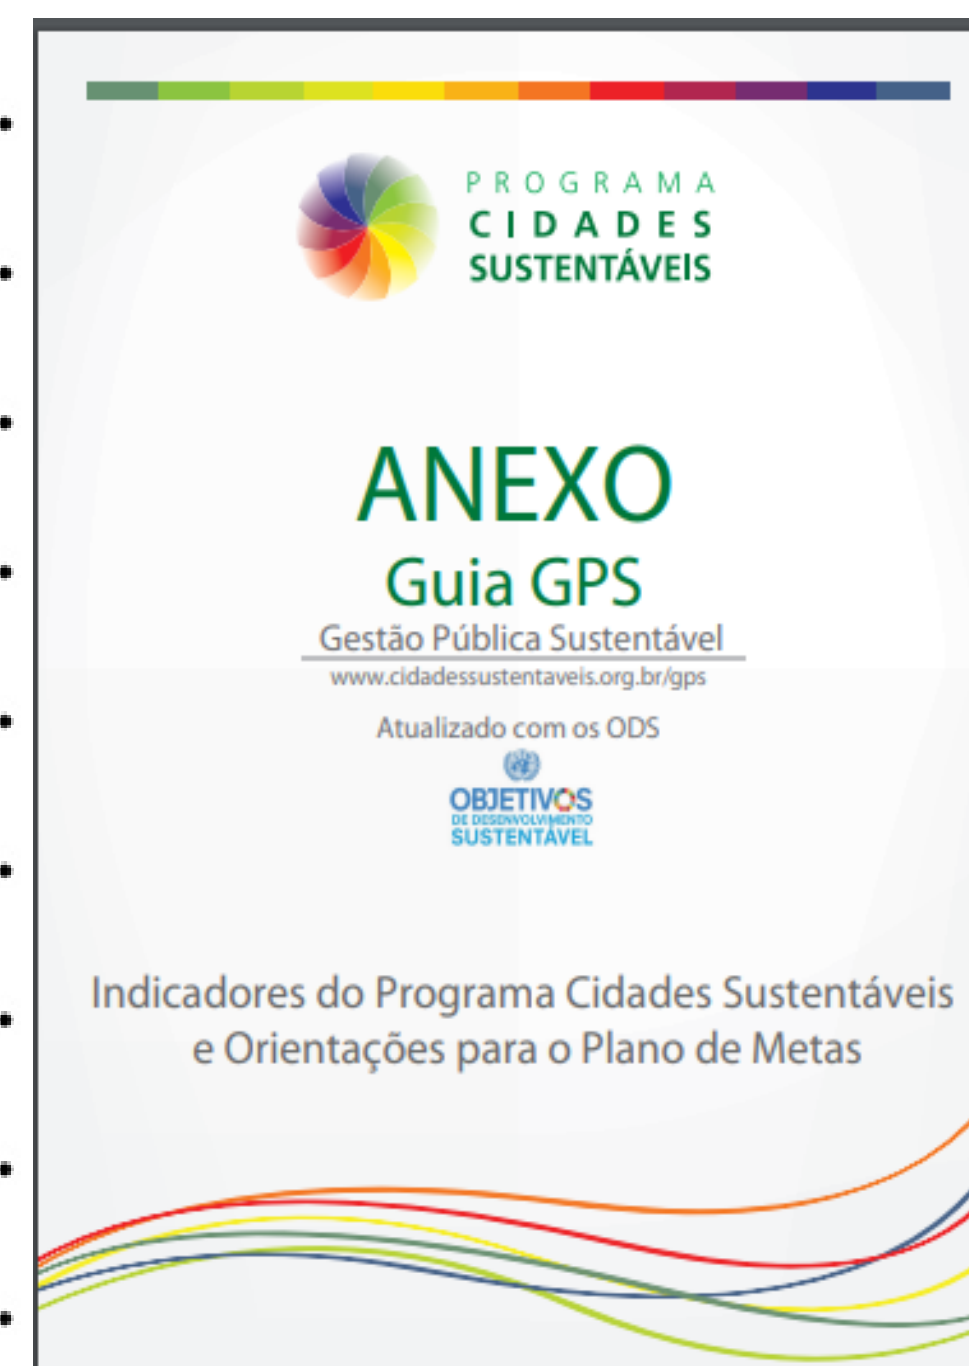 PROGRAMA
CIDADES
SUSTENTÁVEIS
ANEXO
Guia GPS
Gestão Pública Sustentável
www.cidadessustentaveis.org.br/gps
Atualizado com os ODS
OBJETIVOS
DE DESENVOLVIMENTO
SUSTENTÁVEL
Indicadores do Programa Cidades Sustentáveis
e Orientações para o Plano de Metas